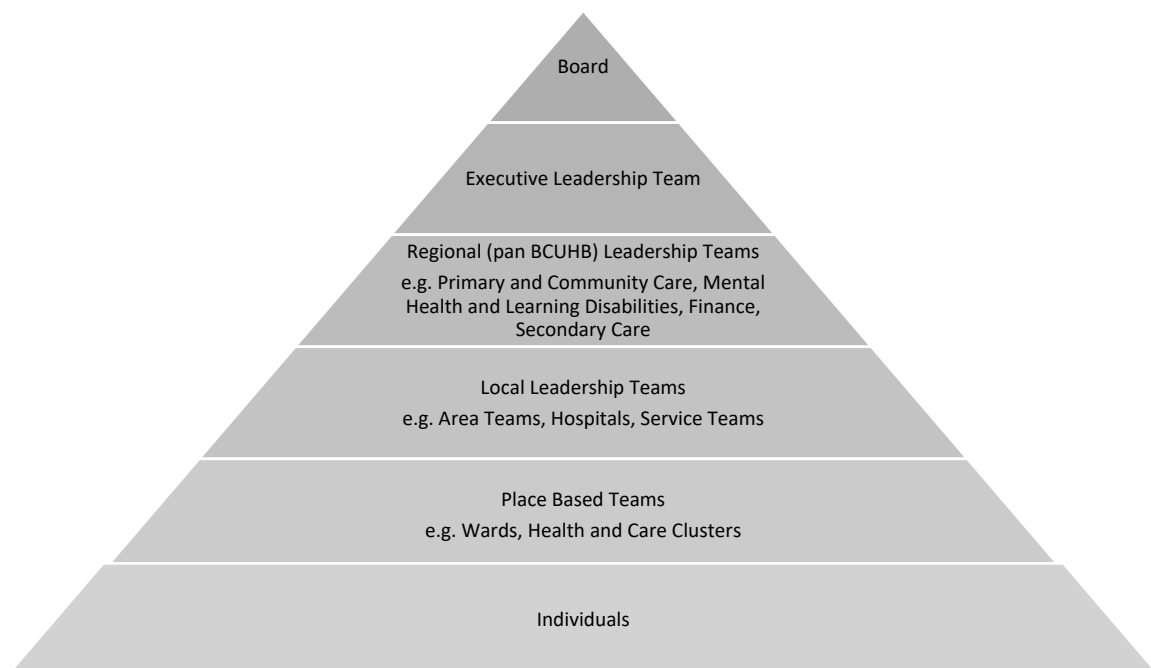 Board
Executive Leadership Team
Regional (pan BCUHB) Leadership Teams
e.g. Primary and Community Care, Mental
Health and Learning Disabilities, Finance,
Secondary Care
Local Leadership Teams
e.g. Area Teams, Hospitals, Service Teams
Place Based Teams
e.g. Wards, Health and Care Clusters
Individuals